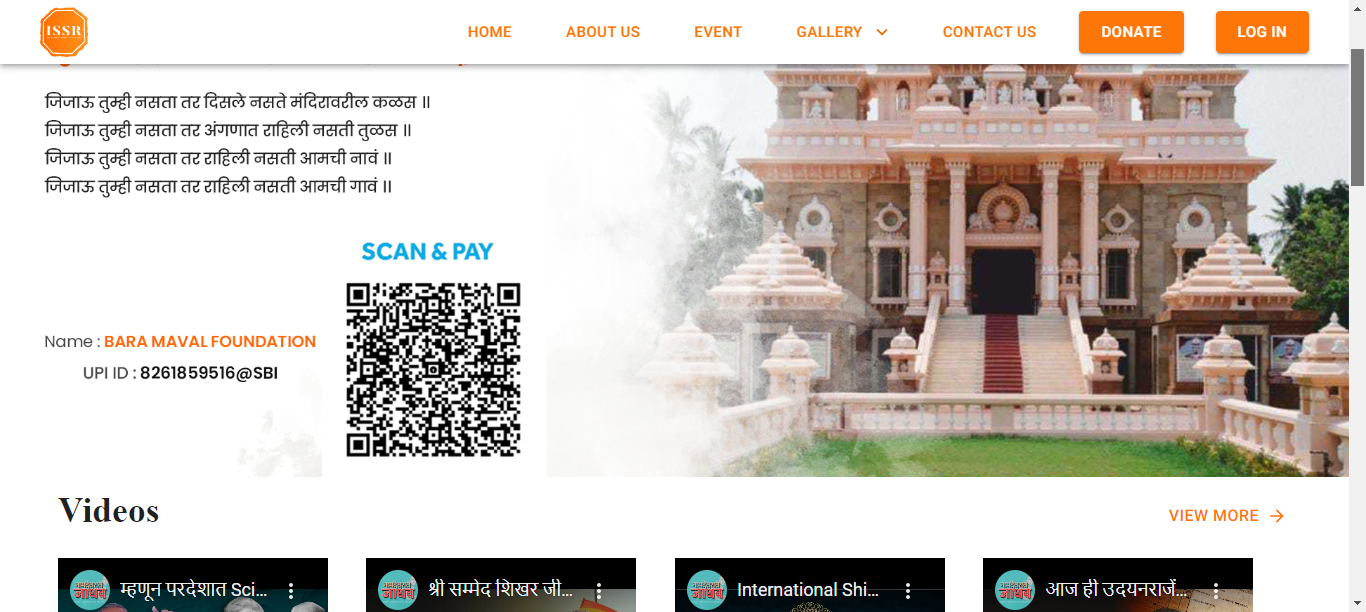 ISSR
HOME
ABOUT US
EVENT
GALLERY
CONTACT US
DONATE
LOG IN
जिजाऊ तुम्ही नसता तर दिसले नसते मंदिरावरील कळस ॥
जिजाऊ तुम्ही नसता तर अंगणात राहिली नसती तुळस ॥
जिजाऊ तुम्ही नसता तर राहिली नसती आमची नावं ॥
जिजाऊ तुम्ही नसता तर राहिली नसती आमची गावं ॥
SCAN & PAY
Name : BARA MAVAL FOUNDATION
UPI ID : 8261859516@SBI
Videos
VIEW MORE
म्हणून परदेशात Sci...
श्री सम्मेद शिखर जी...
International Shi...
आज ही उदयनराजें...